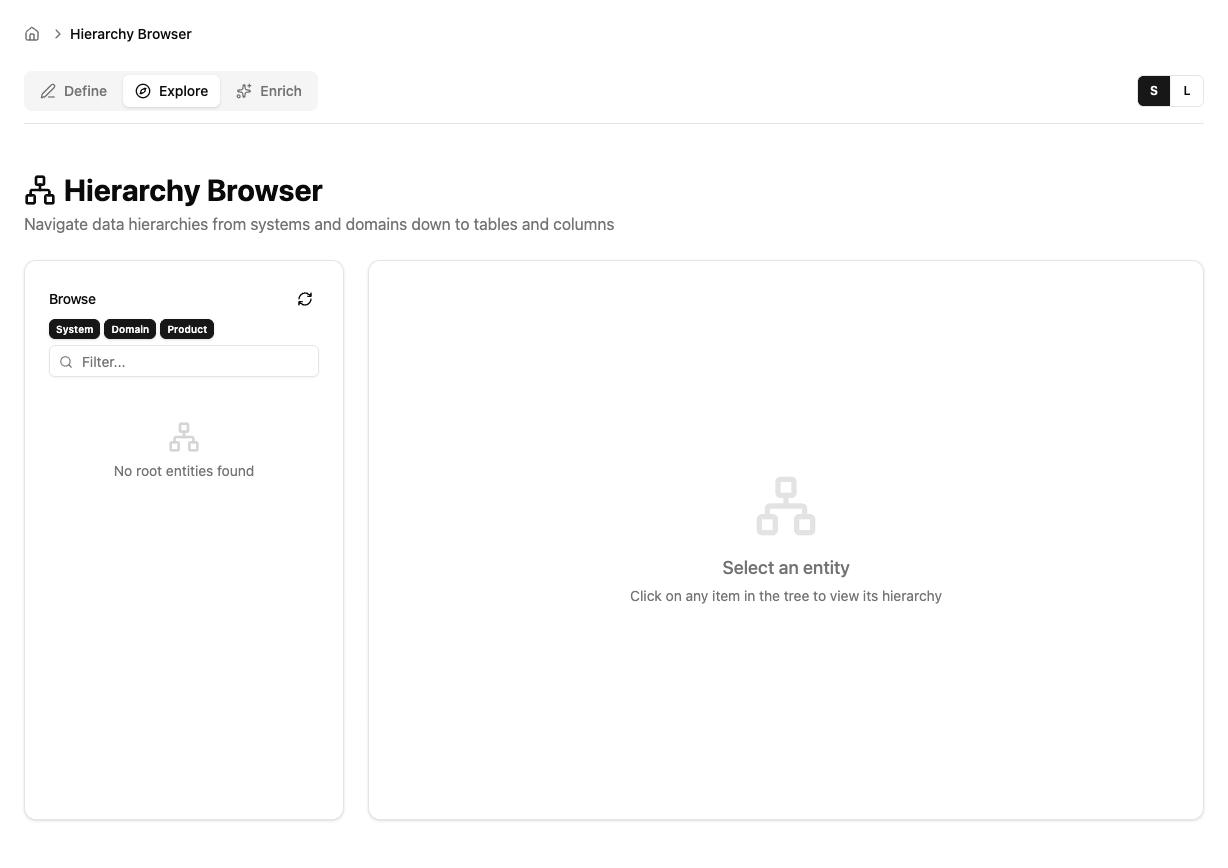 Hierarchy Browser
Define Explore Enrich
S L
Hierarchy Browser
Navigate data hierarchies from systems and domains down to tables and columns
Browse
System Domain Product
Filter...
No root entities found
Select an entity
Click on any item in the tree to view its hierarchy